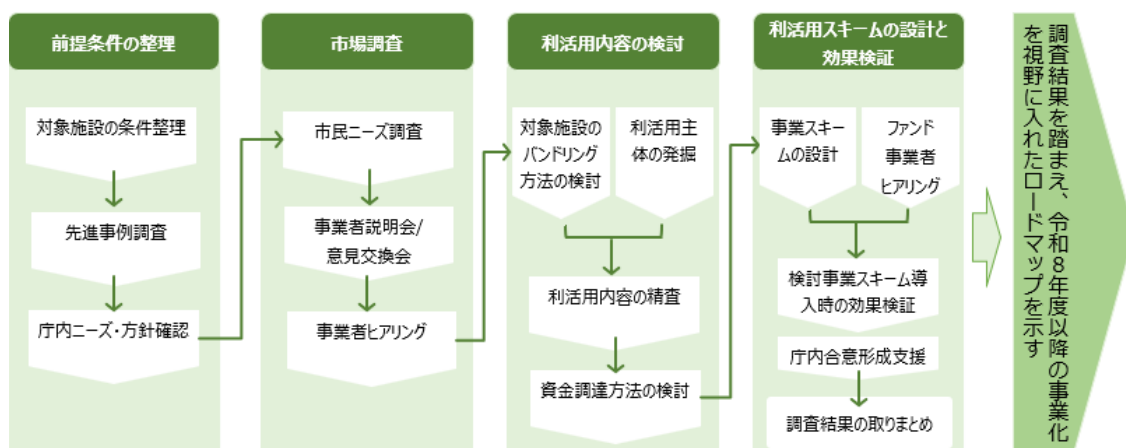 前提条件の整理
対象施設の条件整理
先進事例調査
庁内ニーズ・方針確認
市場調査
市民ニーズ調査
事業者説明会/
意見交換会
事業者ヒアリング
利活用内容の検討
対象施設の
バンドリング
方法の検討
利活用主
体の発掘
利活用内容の精査
資金調達方法の検討
利活用スキームの設計と
効果検証
事業スキー
ムの設計
ファンド
事業者
ヒアリング
検討事業スキーム導
入時の効果検証
庁内合意形成支援
調査結果の取りまとめ
調査結果を踏まえ、令和8年度以降の事業化
を視野に入れたロードマップを示す